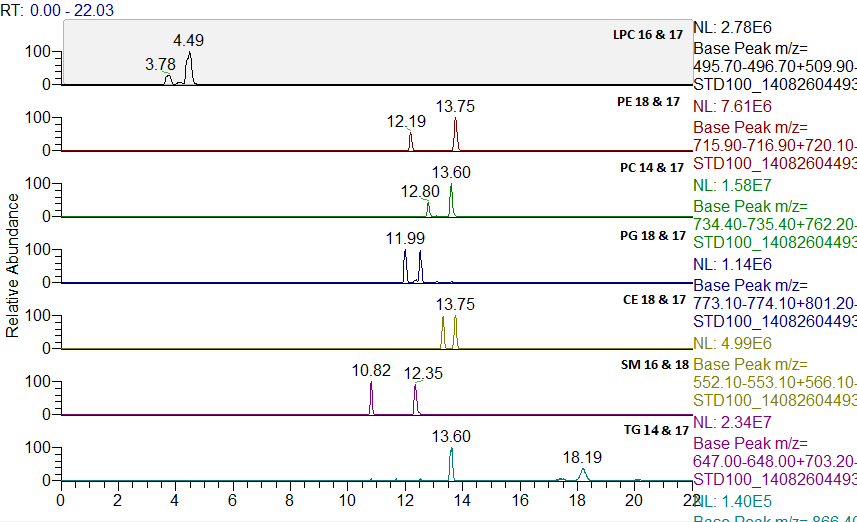 RT: 0.00 - 22.03
Relative Abundance
LPC 16 & 17
100
0
3.78
4.49
PE 18 & 17
100
0
12.19
13.75
PC 14 & 17
100
0
12.80
13.60
PG 18 & 17
100
0
11.99
CE 18 & 17
100
0
13.75
SM 16 & 18
100
0
10.82
12.35
TG 14 & 17
100
0
13.60
18.19
0 2 4 6 8 10 12 14 16 18 20 22
NL: 2.78E6
Base Peak m/z=
495.70-496.70+509.90-
STD100_14082604493
NL: 7.61E6
Base Peak m/z=
715.90-716.90+720.10-
STD100_14082604493
NL: 1.58E7
Base Peak m/z=
734.40-735.40+762.20-
STD100_14082604493
NL: 1.14E6
Base Peak m/z=
773.10-774.10+801.20-
STD100_14082604493
NL: 4.99E6
Base Peak m/z=
552.10-553.10+566.10-
STD100_14082604493
NL: 2.34E7
Base Peak m/z=
647.00-648.00+703.20-
STD100_14082604493
NL: 1.40E5
Base Peak m/z=